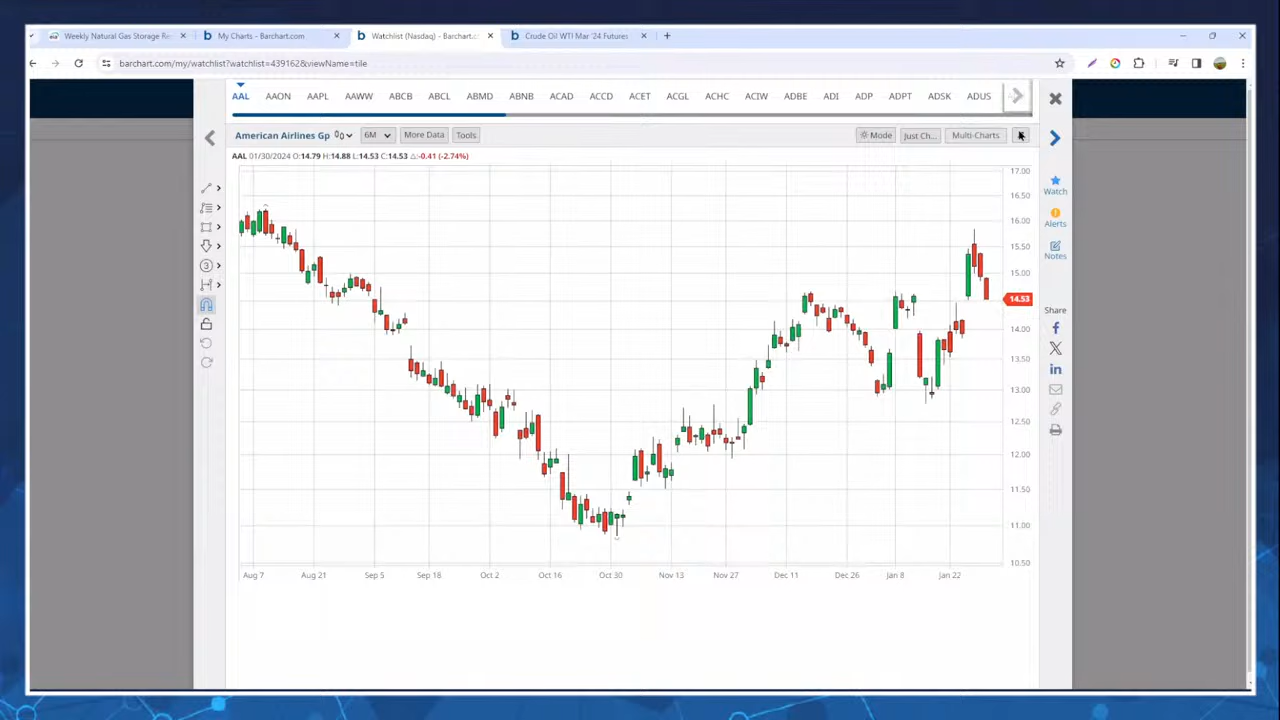 Weekly Natural Gas Storage Re
My Charts - Barchart.com
Watchlist (Nasdaq) - Barchart.c
Crude Oil WTI Mar '24 Futures
barchart.com/my/watchlist?watchlist=439162&viewName=tile
AAL AAON AAPL AAWW ABCB ABCL ABMD ABNB ACAD ACCD ACET ACGL ACHC ACIW ADBE ADI ADP ADPT ADSK ADUS
American Airlines Gp 6M More Data Tools Mode Just Ch... Multi-Charts
AAL 01/30/2024 O:14.79 H:14.88 L:14.53 C:14.53 △:-0.41 (-2.74%)
17.00
16.50
16.00
15.50
15.00
14.53
14.00
13.50
13.00
12.50
12.00
11.50
11.00
10.50
Aug 7 Aug 21 Sep 5 Sep 18 Oct 2 Oct 16 Oct 30 Nov 13 Nov 27 Dec 11 Dec 26 Jan 8 Jan 22
3
Watch
Alerts
Notes
Share